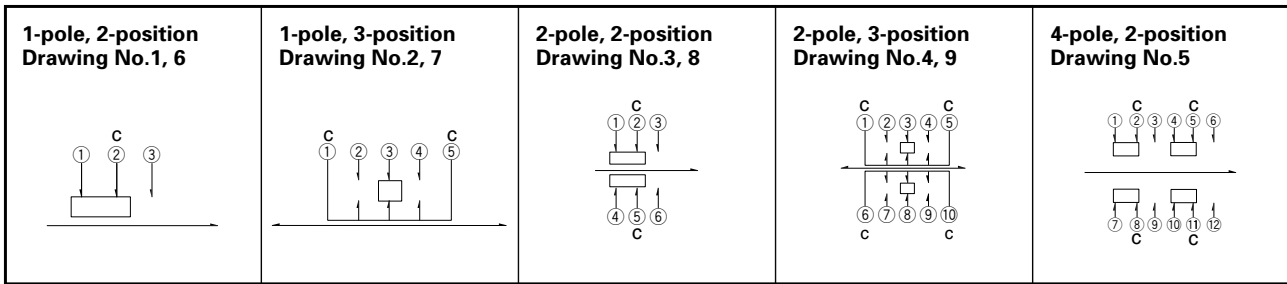 1-pole, 2-position
Drawing No.1, 6
C
① ② ③
1-pole, 3-position
Drawing No.2, 7
C C
① ② ③ ④ ⑤
2-pole, 2-position
Drawing No.3, 8
C
① ② ③
④ ⑤ ⑥
C
2-pole, 3-position
Drawing No.4, 9
C C
① ② ③ ④ ⑤
⑥ ⑦ ⑧ ⑨ ⑩
C C
4-pole, 2-position
Drawing No.5
C C
① ② ③ ④ ⑤ ⑥
⑦ ⑧ ⑨ ⑩ ⑪ ⑫
C C